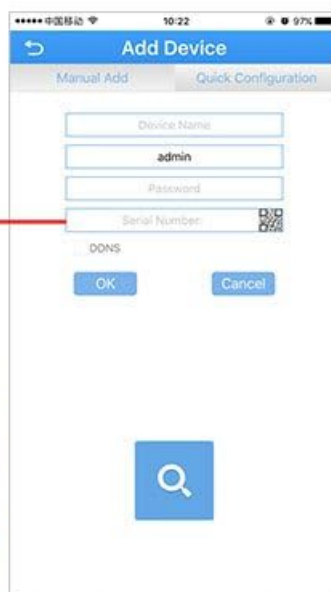 中国移动 10:22 97%
Add Device
Manual Add Quick Configuration
Device Name
admin
Password
Serial Number
DDNS
OK Cancel